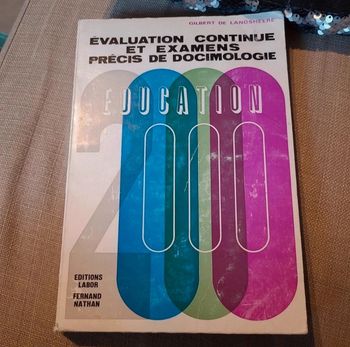 GILBERT DE LANDSHEERE
ÉVALUATION CONTINUE
ET EXAMENS
PRÉCIS DE DOCIMOLOGIE
EDUCATION
2000
EDITIONS
LABOR
FERNAND
NATHAN